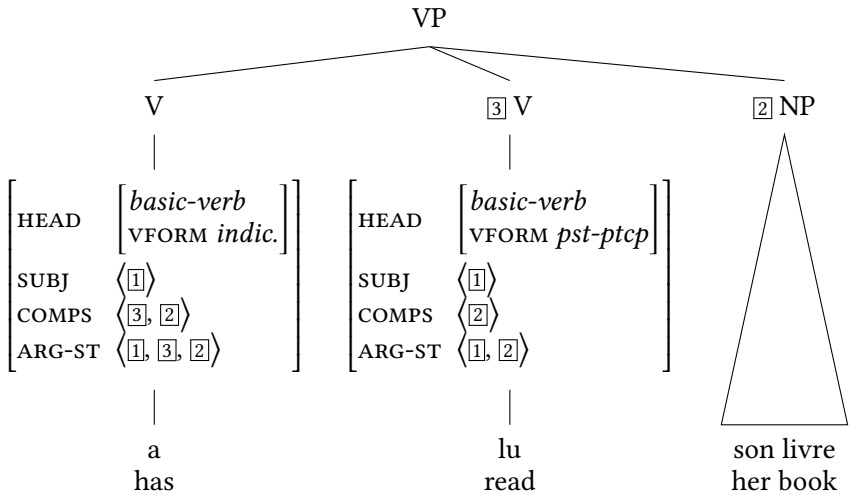 VP
V
3 V
2 NP
HEAD [basic-verb
VFORM indic.]
SUBJ ⟨1⟩
COMPS ⟨3, 2⟩
ARG-ST ⟨1, 3, 2⟩
HEAD [basic-verb
VFORM pst-ptcp]
SUBJ ⟨1⟩
COMPS ⟨2⟩
ARG-ST ⟨1, 2⟩
a
has
lu
read
son livre
her book